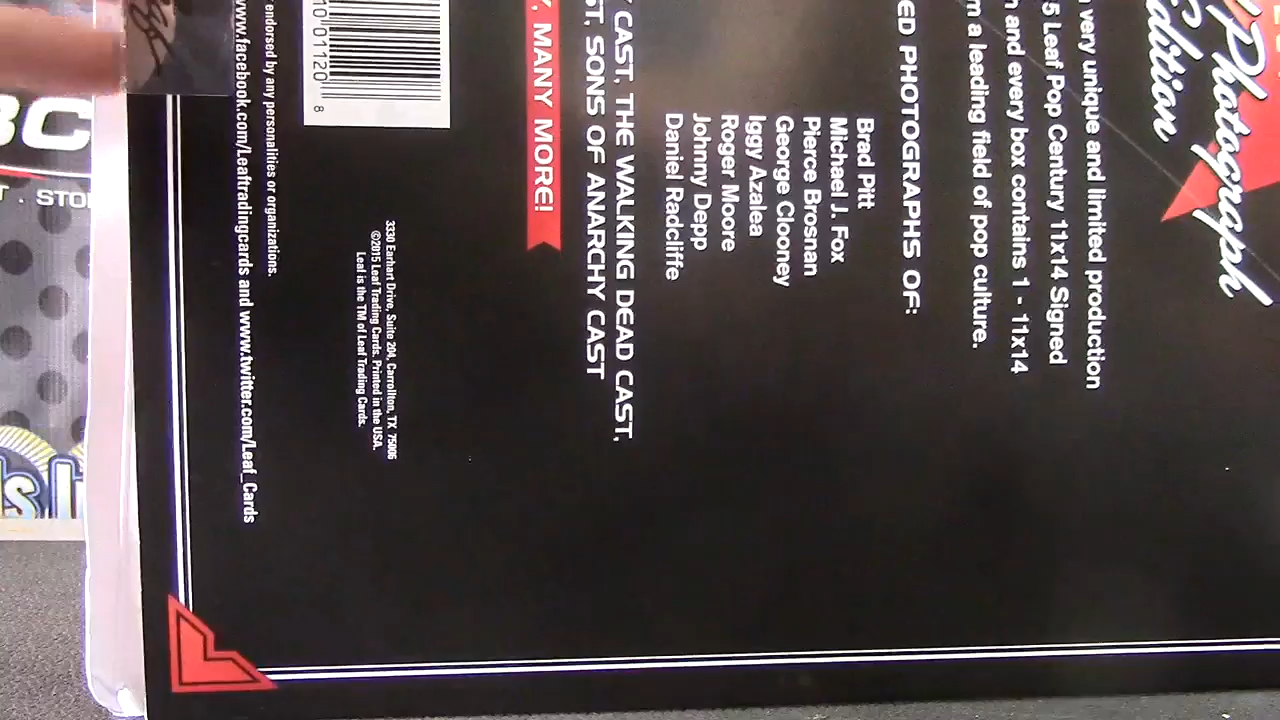 Photograph
Edition
very unique and limited production
5 Leaf Pop Century 11x14 Signed
and every box contains 1 - 11x14
a leading field of pop culture.
ED PHOTOGRAPHS OF:
Brad Pitt
Michael J. Fox
Pierce Brosnan
George Clooney
Iggy Azalea
Roger Moore
Johnny Depp
Daniel Radcliffe
CAST, THE WALKING DEAD CAST,
ST, SONS OF ANARCHY CAST
, MANY MORE!
3330 Earhart Drive, Suite 204, Carrollton, TX 75006
©2015 Leaf Trading Cards. Printed in the USA.
Leaf is the TM of Leaf Trading Cards.
10 01120 8
endorsed by any personalities or organizations.
www.facebook.com/Leaftradingcards and www.twitter.com/Leaf_Cards
BC
T . STO